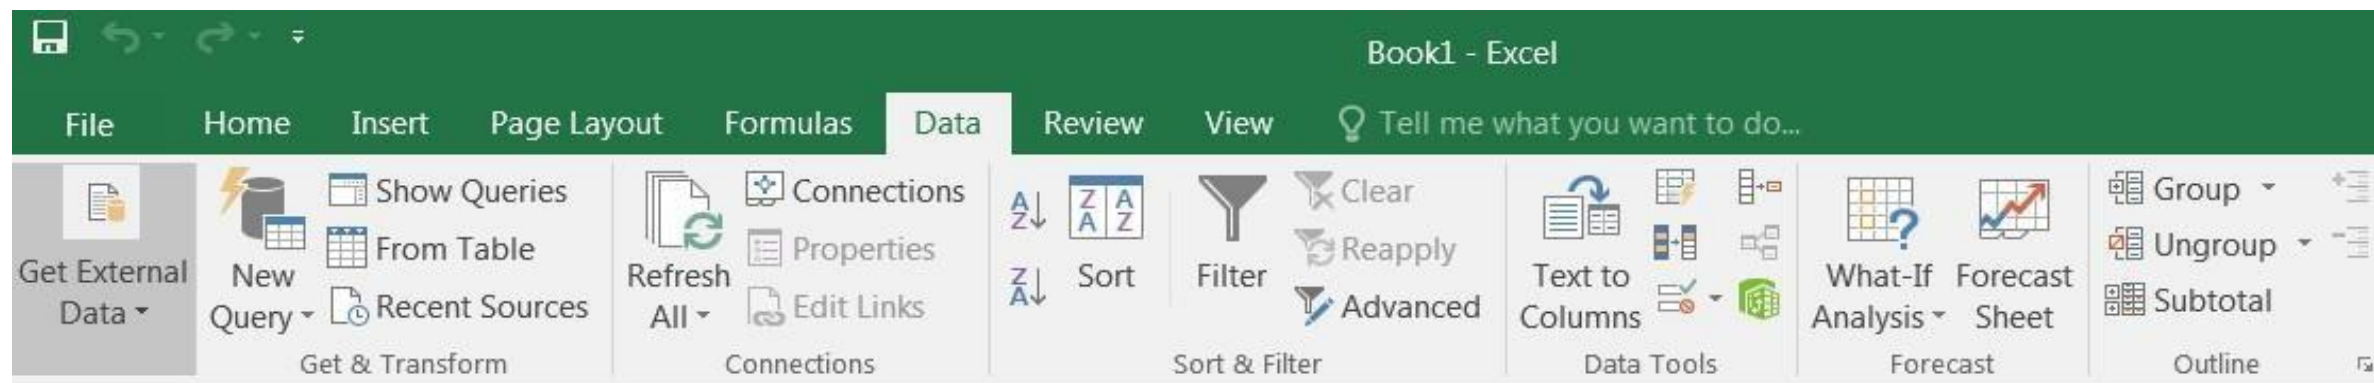 Book1 - Excel
File Home Insert Page Layout Formulas Data Review View Tell me what you want to do...
Get External
Data
New
Query
Show Queries
From Table
Recent Sources
Get & Transform
Refresh
All
Connections
Properties
Edit Links
Connections
A
Z
Z
A
Z A
A Z
Sort
Filter
Clear
Reapply
Advanced
Sort & Filter
Text to
Columns
Data Tools
What-If
Analysis
Forecast
Sheet
Forecast
Group
Ungroup
Subtotal
Outline